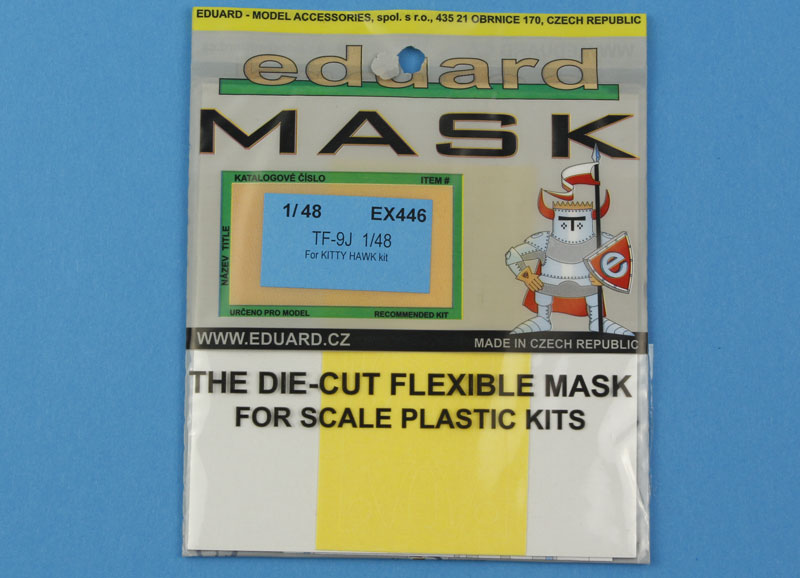 EDUARD - MODEL ACCESSORIES, spol. s r.o., 435 21 OBRNICE 170, CZECH REPUBLIC
eduard
MASK
KATALOGOVÉ ČÍSLO ITEM #
NÁZEV TITLE
1/48 EX446
TF-9J 1/48
For KITTY HAWK kit
e
URČENO PRO MODEL RECOMMENDED KIT
WWW.EDUARD.CZ MADE IN CZECH REPUBLIC
THE DIE-CUT FLEXIBLE MASK
FOR SCALE PLASTIC KITS